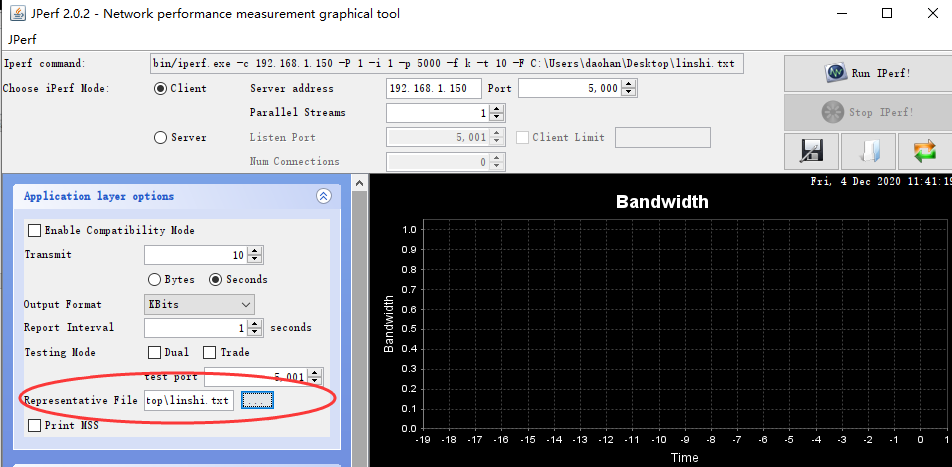 JPerf 2.0.2 - Network performance measurement graphical tool
JPerf
Iperf command: bin/iperf.exe -c 192.168.1.150 -P 1 -i 1 -p 5000 -f k -t 10 -F C:\Users\daohan\Desktop\linshi.txt
Run IPerf!
Choose iPerf Mode: Client Server address 192.168.1.150 Port 5,000
Parallel Streams 1
Stop IPerf!
Server Listen Port 5,001 Client Limit
Num Connections 0
Application layer options
Enable Compatibility Mode
Transmit 10
Bytes Seconds
Output Format KBits
Report Interval 1 seconds
Testing Mode Dual Trade
test port 5,001
Representative File top\linshi.txt ...
Print MSS
Fri, 4 Dec 2020 11:41:19
Bandwidth
1.0
0.9
0.8
0.7
0.6
0.5
0.4
0.3
0.2
0.1
0.0
Bandwidth
-19 -18 -17 -16 -15 -14 -13 -12 -11 -10 -9 -8 -7 -6 -5 -4 -3 -2 -1 0 1
Time